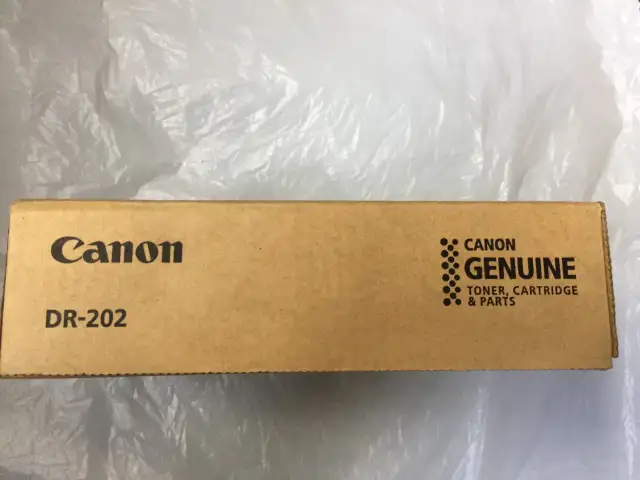 Canon
DR-202
CANON
GENUINE
TONER, CARTRIDGE
& PARTS